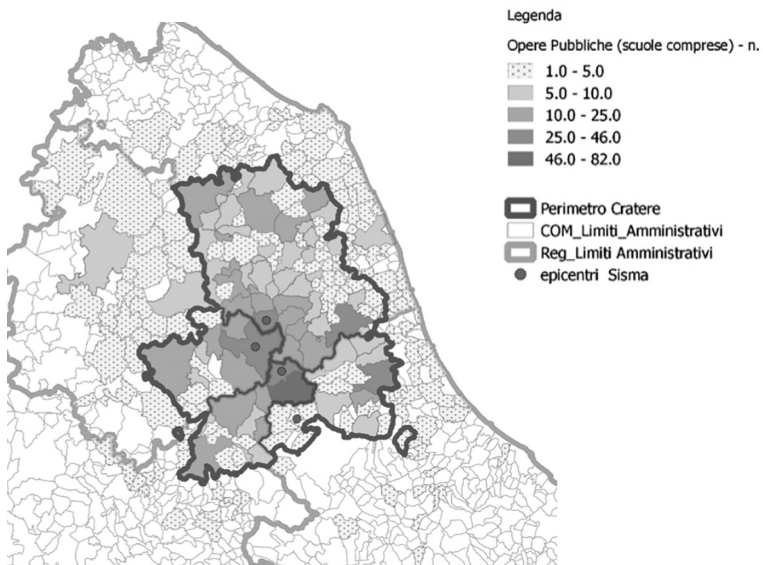 Legenda
Opere Pubbliche (scuole comprese) - n.
1.0 - 5.0
5.0 - 10.0
10.0 - 25.0
25.0 - 46.0
46.0 - 82.0
Perimetro Cratere
COM_Limiti_Amministrativi
Reg_Limiti Amministrativi
epicentri Sisma